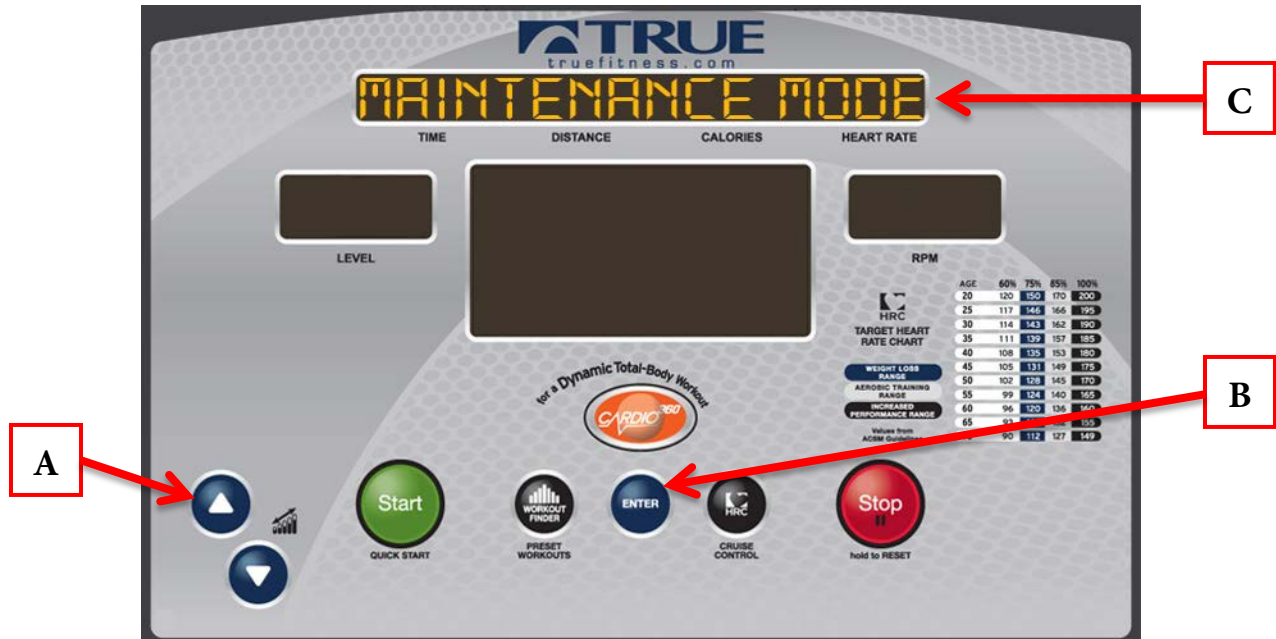 TRUE
truefitness.com
MAINTENANCE MODE
C
TIME DISTANCE CALORIES HEART RATE
LEVEL
RPM
HRC
TARGET HEART
RATE CHART
WEIGHT LOSS
RANGE
AEROBIC TRAINING
RANGE
INCREASED
PERFORMANCE RANGE
Values from
ACSM Guidelines
AGE 60% 75% 85% 100%
20 120 150 170 200
25 117 146 166 195
30 114 143 162 190
35 111 139 157 185
40 108 135 153 180
45 105 131 149 175
50 102 128 145 170
55 99 124 140 165
60 96 120 136 160
65 93 155
90 112 127 149
B
for a Dynamic Total-Body Workout
CARDIO 360
A
Start
QUICK START
WORKOUT
FINDER
PRESET
WORKOUTS
ENTER
HRC
CRUISE
CONTROL
Stop
hold to RESET